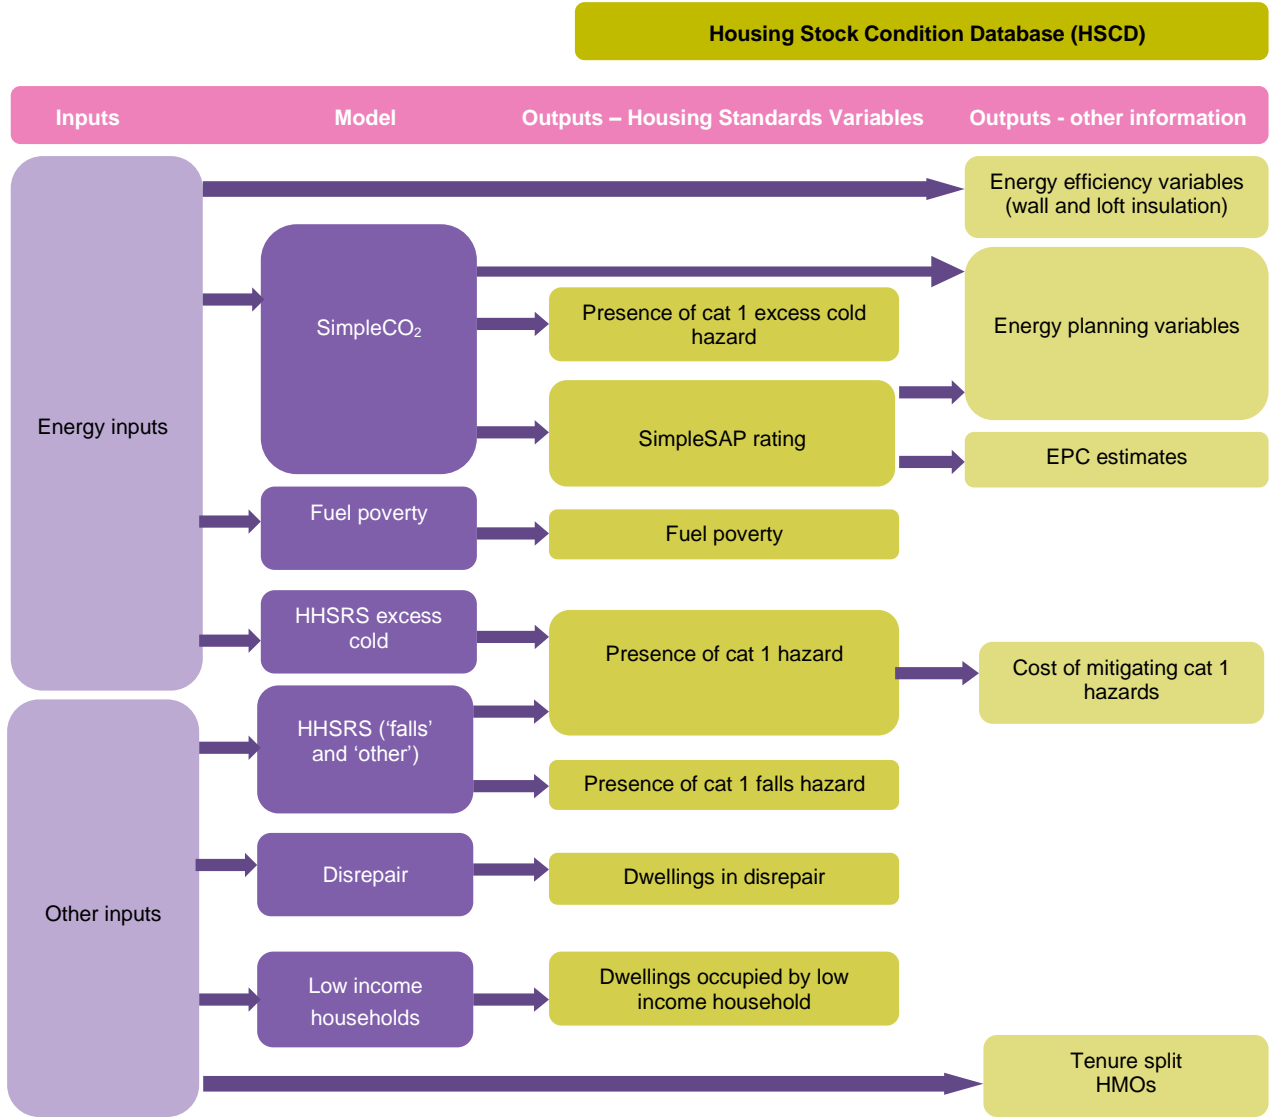 Housing Stock Condition Database (HSCD)
Inputs
Model
Outputs – Housing Standards Variables
Outputs - other information
Energy efficiency variables
(wall and loft insulation)
SimpleCO₂
Presence of cat 1 excess cold
hazard
Energy planning variables
Energy inputs
SimpleSAP rating
EPC estimates
Fuel poverty
Fuel poverty
HHSRS excess
cold
Presence of cat 1 hazard
Cost of mitigating cat 1
hazards
HHSRS (‘falls’
and ‘other’)
Presence of cat 1 falls hazard
Disrepair
Dwellings in disrepair
Other inputs
Low income
households
Dwellings occupied by low
income household
Tenure split
HMOs